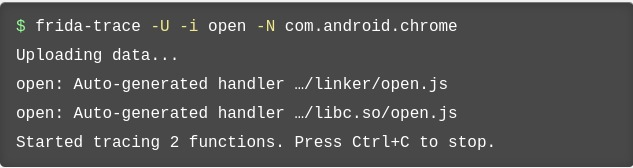 $ frida-trace -U -i open -N com.android.chrome
Uploading data...
open: Auto-generated handler …/linker/open.js
open: Auto-generated handler …/libc.so/open.js
Started tracing 2 functions. Press Ctrl+C to stop.